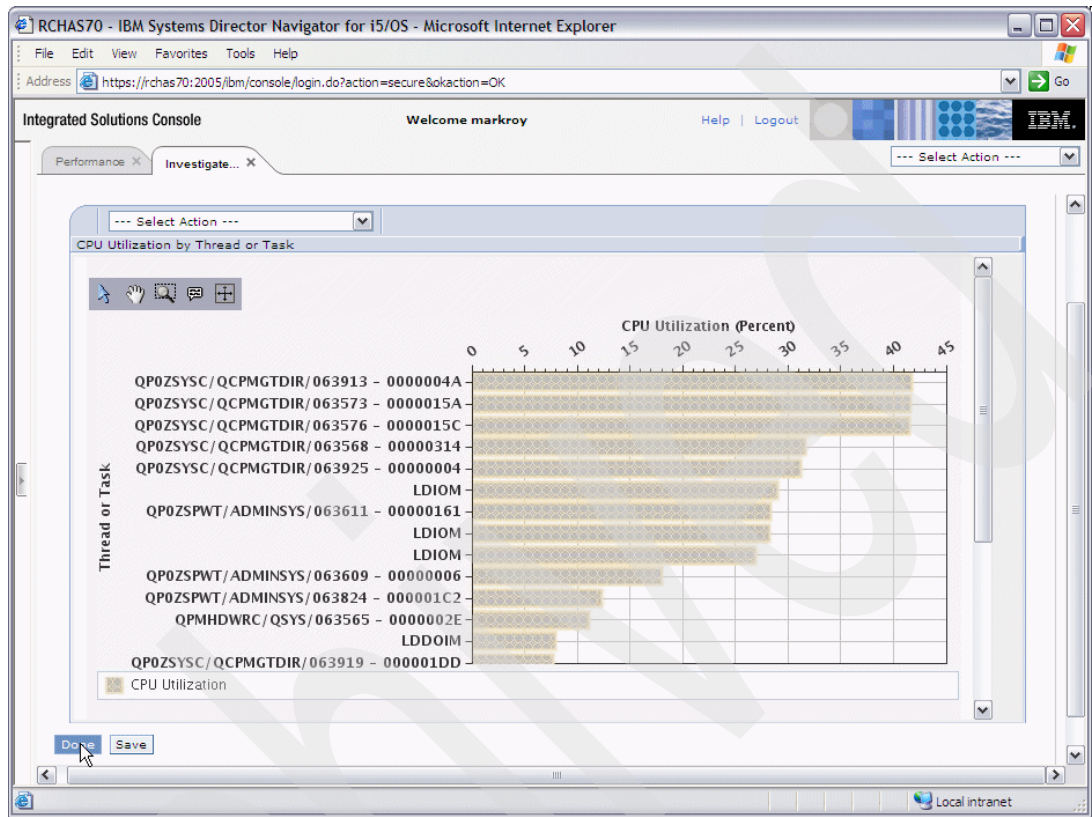 RCHAS70 - IBM Systems Director Navigator for i5/OS - Microsoft Internet Explorer
File Edit View Favorites Tools Help
Address https://rchas70:2005/ibm/console/login.do?action=secure&okaction=OK Go
Integrated Solutions Console Welcome markroy Help | Logout IBM.
Performance Investigate... --- Select Action ---
--- Select Action ---
CPU Utilization by Thread or Task
CPU Utilization (Percent)
0 5 10 15 20 25 30 35 40 45
Thread or Task
QP0ZSYSC/QCPMGTDIR/063913 - 0000004A
QP0ZSYSC/QCPMGTDIR/063573 - 0000015A
QP0ZSYSC/QCPMGTDIR/063576 - 0000015C
QP0ZSYSC/QCPMGTDIR/063568 - 00000314
QP0ZSYSC/QCPMGTDIR/063925 - 00000004
LDIOM
QP0ZSPWT/ADMINSYS/063611 - 00000161
LDIOM
LDIOM
QP0ZSPWT/ADMINSYS/063609 - 00000006
QP0ZSPWT/ADMINSYS/063824 - 000001C2
QPMHDWRC/QSYS/063565 - 0000002E
LDDOIM
QP0ZSYSC/QCPMGTDIR/063919 - 000001DD
CPU Utilization
Done Save
Local intranet